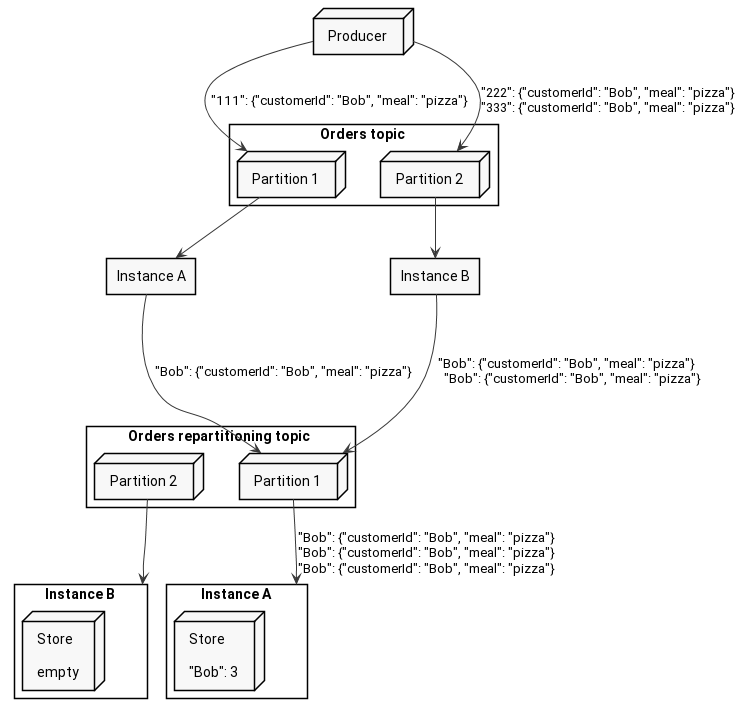 Producer
"111": {"customerId": "Bob", "meal": "pizza"}
"222": {"customerId": "Bob", "meal": "pizza"}
"333": {"customerId": "Bob", "meal": "pizza"}
Orders topic
Partition 1
Partition 2
Instance A
Instance B
"Bob": {"customerId": "Bob", "meal": "pizza"}
"Bob": {"customerId": "Bob", "meal": "pizza"}
"Bob": {"customerId": "Bob", "meal": "pizza"}
Orders repartitioning topic
Partition 2
Partition 1
"Bob": {"customerId": "Bob", "meal": "pizza"}
"Bob": {"customerId": "Bob", "meal": "pizza"}
"Bob": {"customerId": "Bob", "meal": "pizza"}
Instance B
Store
empty
Instance A
Store
"Bob": 3